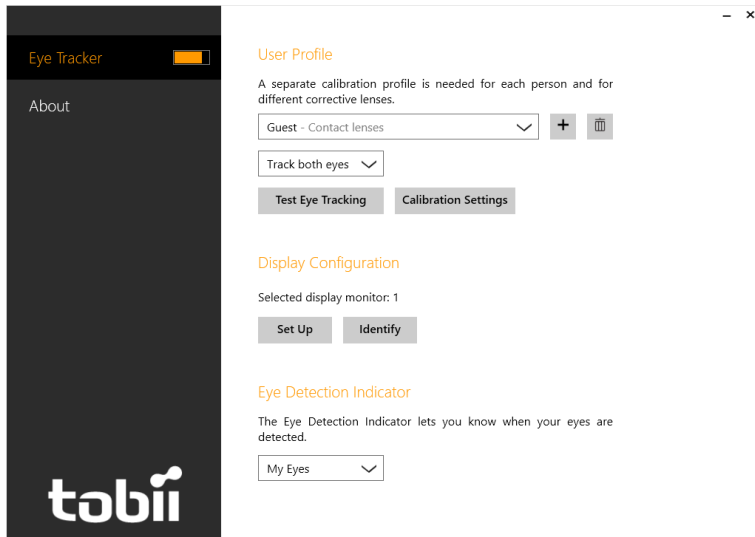 Eye Tracker
About
tobii
User Profile
A separate calibration profile is needed for each person and for
different corrective lenses.
Guest - Contact lenses
+
Track both eyes
Test Eye Tracking
Calibration Settings
Display Configuration
Selected display monitor: 1
Set Up
Identify
Eye Detection Indicator
The Eye Detection Indicator lets you know when your eyes are
detected.
My Eyes